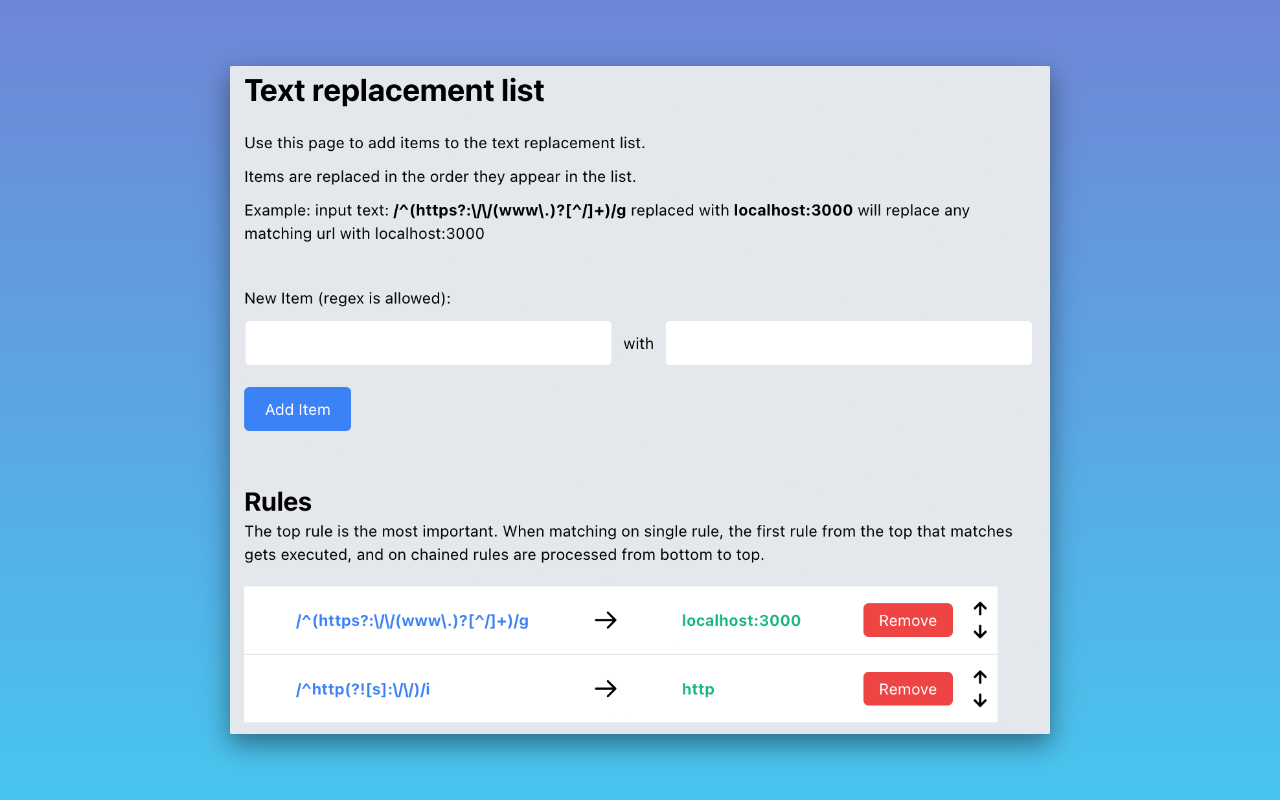 Text replacement list
Use this page to add items to the text replacement list.
Items are replaced in the order they appear in the list.
Example: input text: /^(https?:\/\/(www\.)?[^/]+)/g replaced with localhost:3000 will replace any
matching url with localhost:3000
New Item (regex is allowed):
with
Add Item
Rules
The top rule is the most important. When matching on single rule, the first rule from the top that matches
gets executed, and on chained rules are processed from bottom to top.
/^(https?:\/\/(www\.)?[^/]+)/g → localhost:3000 Remove ↑ ↓
/^http(?![s]:\/\/)/i → http Remove ↑ ↓